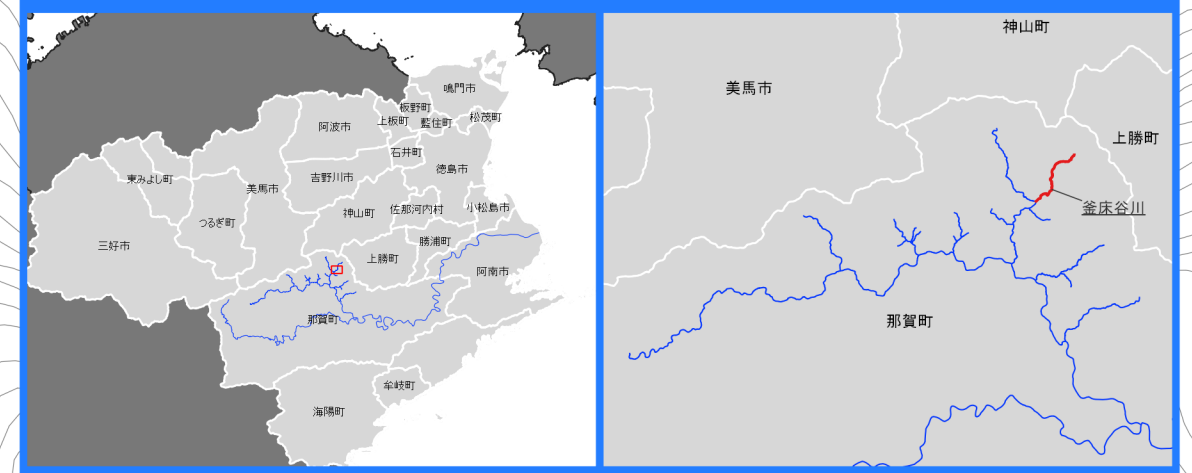 鳴門市
板野町
上板町
藍住町
松茂町
阿波市
石井町
徳島市
東みよし町
美馬市
吉野川市
つるぎ町
神山町
佐那河内村
小松島市
三好市
勝浦町
上勝町
阿南市
那賀町
牟岐町
海陽町
神山町
美馬市
上勝町
釜床谷川
那賀町